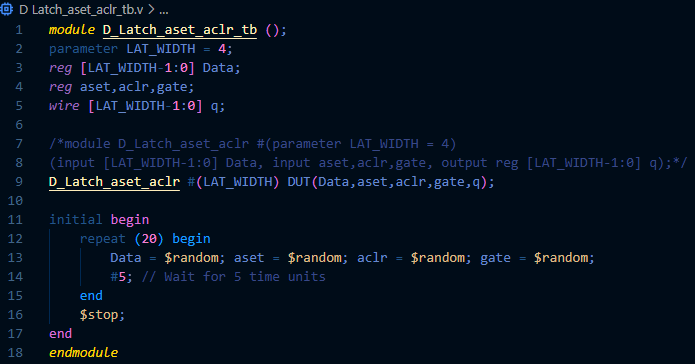 D Latch_aset_aclr_tb.v > ...
1 module D_Latch_aset_aclr_tb ();
2 parameter LAT_WIDTH = 4;
3 reg [LAT_WIDTH-1:0] Data;
4 reg aset,aclr,gate;
5 wire [LAT_WIDTH-1:0] q;
6
7 /*module D_Latch_aset_aclr #(parameter LAT_WIDTH = 4)
8 (input [LAT_WIDTH-1:0] Data, input aset,aclr,gate, output reg [LAT_WIDTH-1:0] q);*/
9 D_Latch_aset_aclr #(LAT_WIDTH) DUT(Data,aset,aclr,gate,q);
10
11 initial begin
12 repeat (20) begin
13 Data = $random; aset = $random; aclr = $random; gate = $random;
14 #5; // Wait for 5 time units
15 end
16 $stop;
17 end
18 endmodule